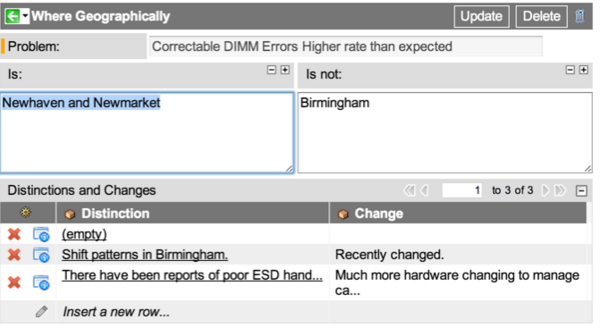 Where Geographically
Update
Delete
Problem:
Correctable DIMM Errors Higher rate than expected
Is:
Is not:
Newhaven and Newmarket
Birmingham
Distinctions and Changes
1 to 3 of 3
Distinction
Change
(empty)
Shift patterns in Birmingham.
Recently changed.
There have been reports of poor ESD hand...
Much more hardware changing to manage
ca...
Insert a new row...